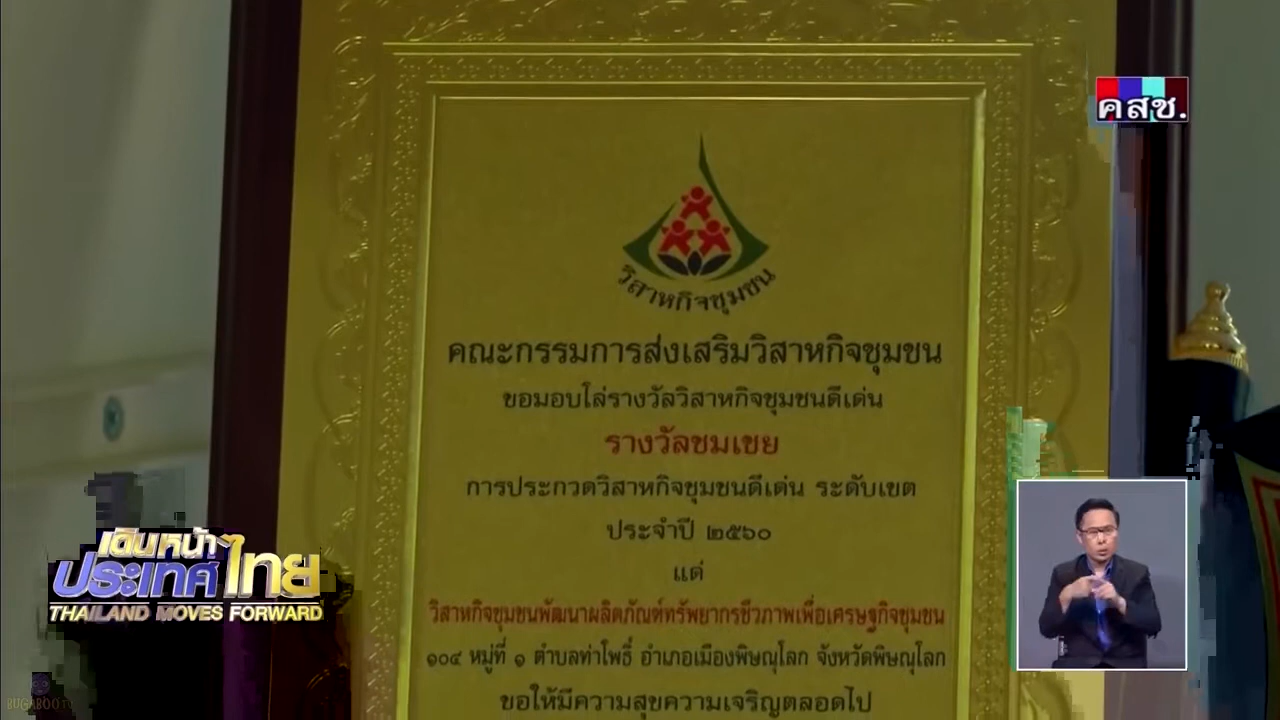 คสช.
วิสาหกิจชุมชน
คณะกรรมการส่งเสริมวิสาหกิจชุมชน
ขอมอบโล่รางวัลวิสาหกิจชุมชนดีเด่น
รางวัลชมเชย
การประกวดวิสาหกิจชุมชนดีเด่น ระดับเขต
ประจำปี ๒๕๖๐
แด่
วิสาหกิจชุมชนพัฒนาผลิตภัณฑ์ทรัพยากรชีวภาพเพื่อเศรษฐกิจชุมชน
๑๐๔ หมู่ที่ ๑ ตำบลท่าโพธิ์ อำเภอเมืองพิษณุโลก จังหวัดพิษณุโลก
ขอให้มีความสุขความเจริญตลอดไป
เดินหน้า
ประเทศไทย
THAILAND MOVES FORWARD